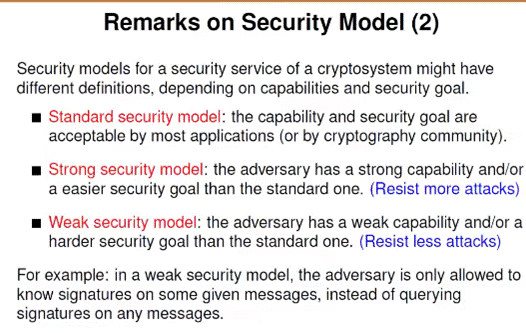 Remarks on Security Model (2)
Security models for a security service of a cryptosystem might have
different definitions, depending on capabilities and security goal.
Standard security model: the capability and security goal are
acceptable by most applications (or by cryptography community).
Strong security model: the adversary has a strong capability and/or
a easier security goal than the standard one. (Resist more attacks)
Weak security model: the adversary has a weak capability and/or a
harder security goal than the standard one. (Resist less attacks)
For example: in a weak security model, the adversary is only allowed to
know signatures on some given messages, instead of querying
signatures on any messages.